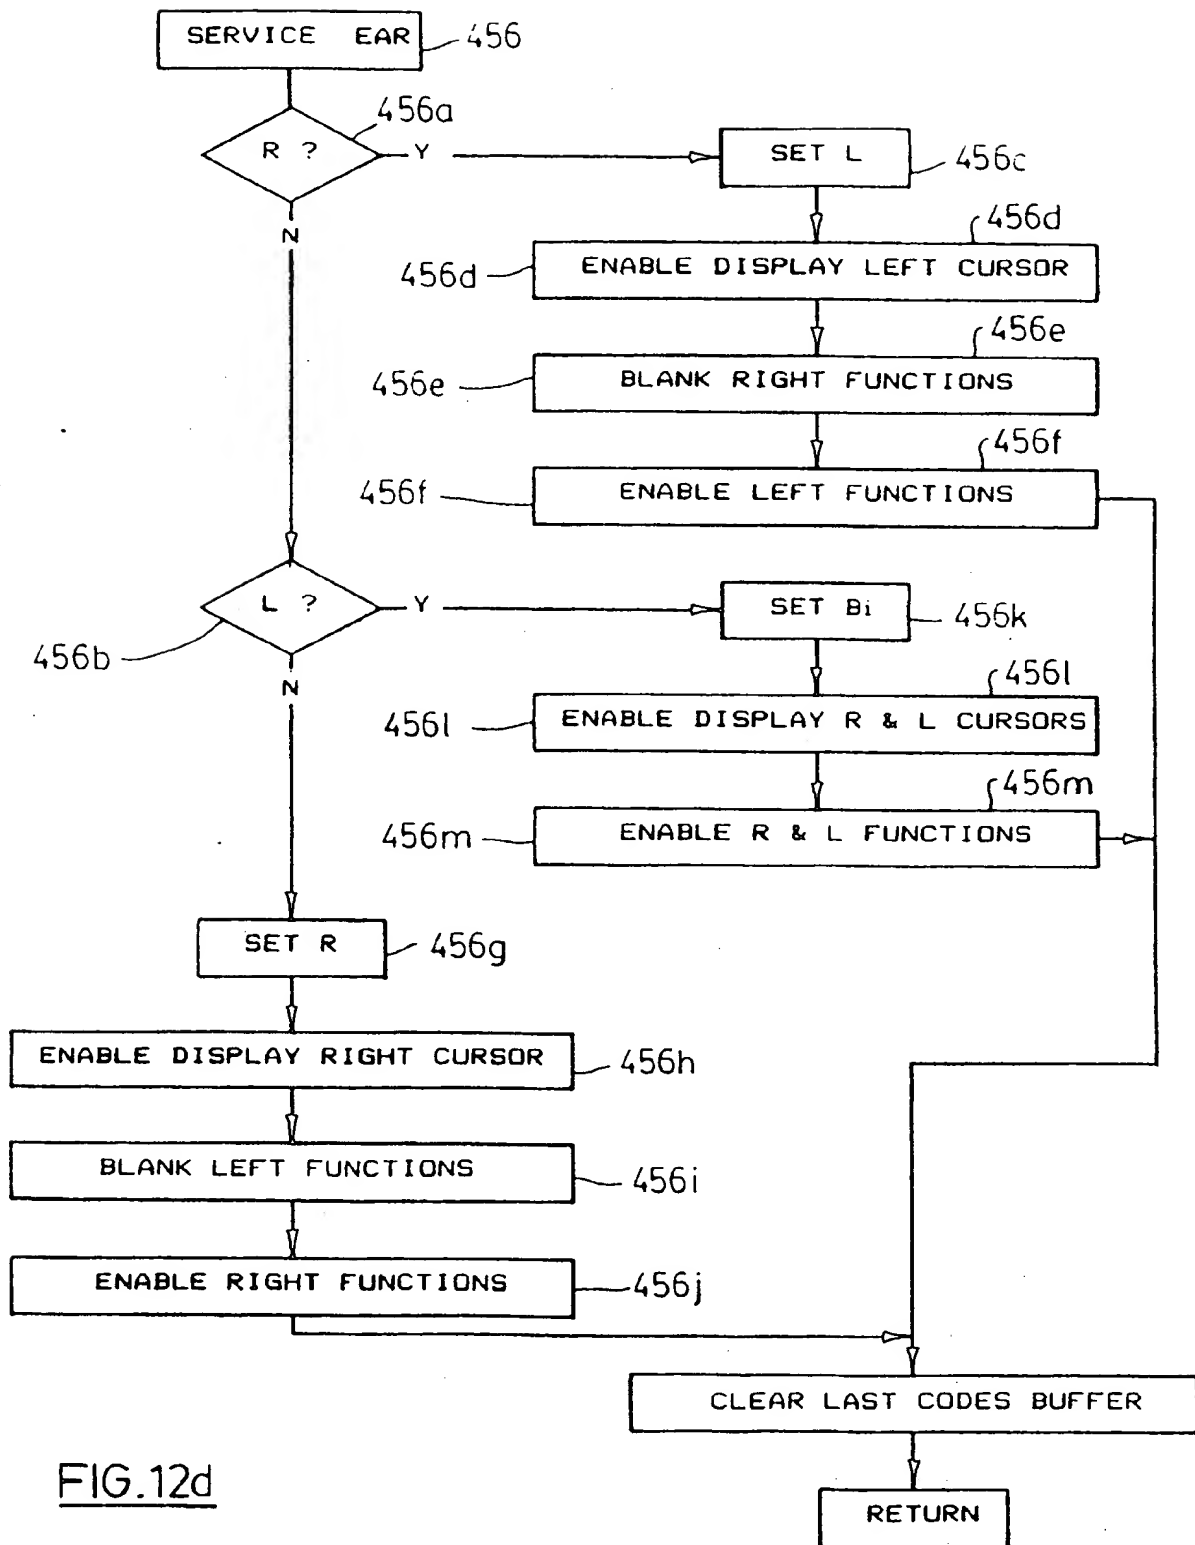 SERVICE EAR
456
456a
R ?
Y
SET L
456c
N
456d
456d
ENABLE DISPLAY LEFT CURSOR
456e
456e
BLANK RIGHT FUNCTIONS
456f
456f
ENABLE LEFT FUNCTIONS
L ?
Y
SET Bi
456k
456b
N
456l
456l
ENABLE DISPLAY R & L CURSORS
456m
456m
ENABLE R & L FUNCTIONS
SET R
456g
ENABLE DISPLAY RIGHT CURSOR
456h
BLANK LEFT FUNCTIONS
456i
ENABLE RIGHT FUNCTIONS
456j
CLEAR LAST CODES BUFFER
RETURN
FIG.12d